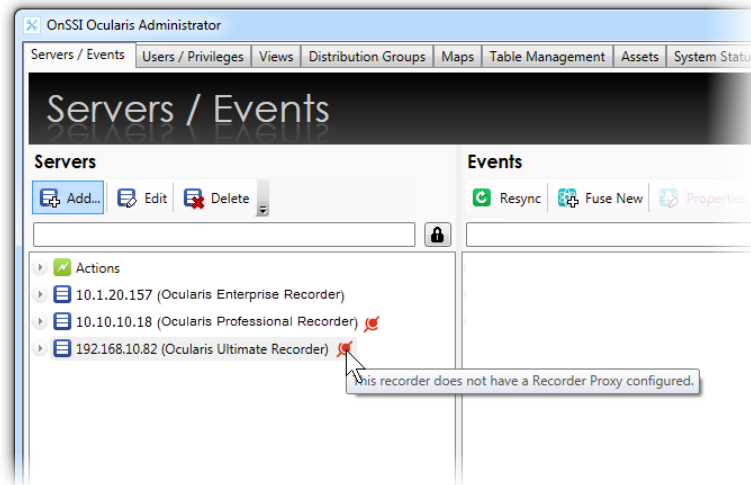 OnSSI Ocularis Administrator
Servers / Events Users / Privileges Views Distribution Groups Maps Table Management Assets System Statu
Servers / Events
Servers Events
Add... Edit Delete Resync Fuse New Properties
Actions
10.1.20.157 (Ocularis Enterprise Recorder)
10.10.10.18 (Ocularis Professional Recorder)
192.168.10.82 (Ocularis Ultimate Recorder)
This recorder does not have a Recorder Proxy configured.